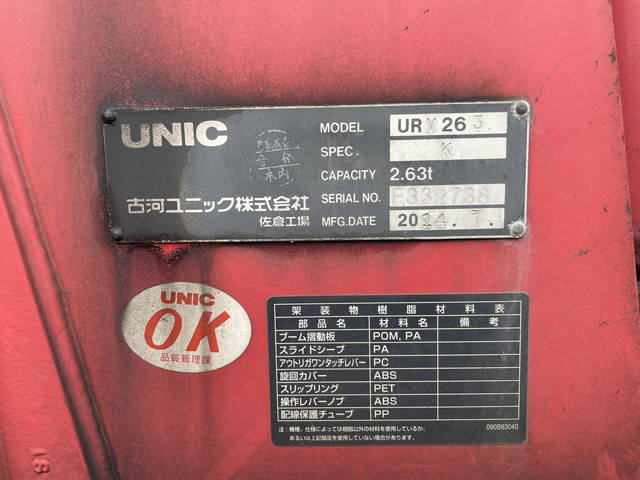 UNIC
MODEL URV263
SPEC. K
CAPACITY 2.63t
SERIAL NO.
MFG.DATE 2014.7.
木内
古河ユニック株式会社
佐倉工場
UNIC
OK
品質管理課
架装物樹脂材料表
部品名 材料名 備考
ブーム摺動板 POM, PA
スライドシーブ PA
アウトリガワンタッチレバー PC
旋回カバー ABS
スリップリング PET
操作レバーノブ ABS
配線保護チューブ PP
注:機種、仕様によっては樹脂以外の材料を使用しているか、
あるいは上記部品を使用していない場合があります。
090B83040